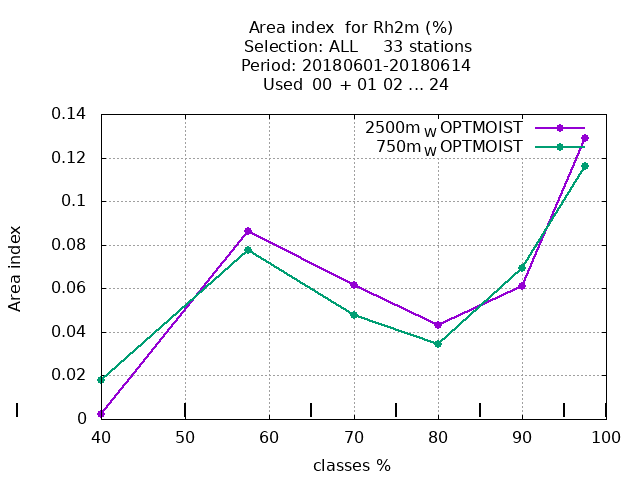 Area index  for Rh2m (%)
Selection: ALL     33 stations
Period: 20180601-20180614
Used  00 + 01 02 ... 24
2500m W OPTMOIST
750m W OPTMOIST
0.14
0.12
0.1
0.08
0.06
0.04
0.02
0
Area index
40 50 60 70 80 90 100
classes %